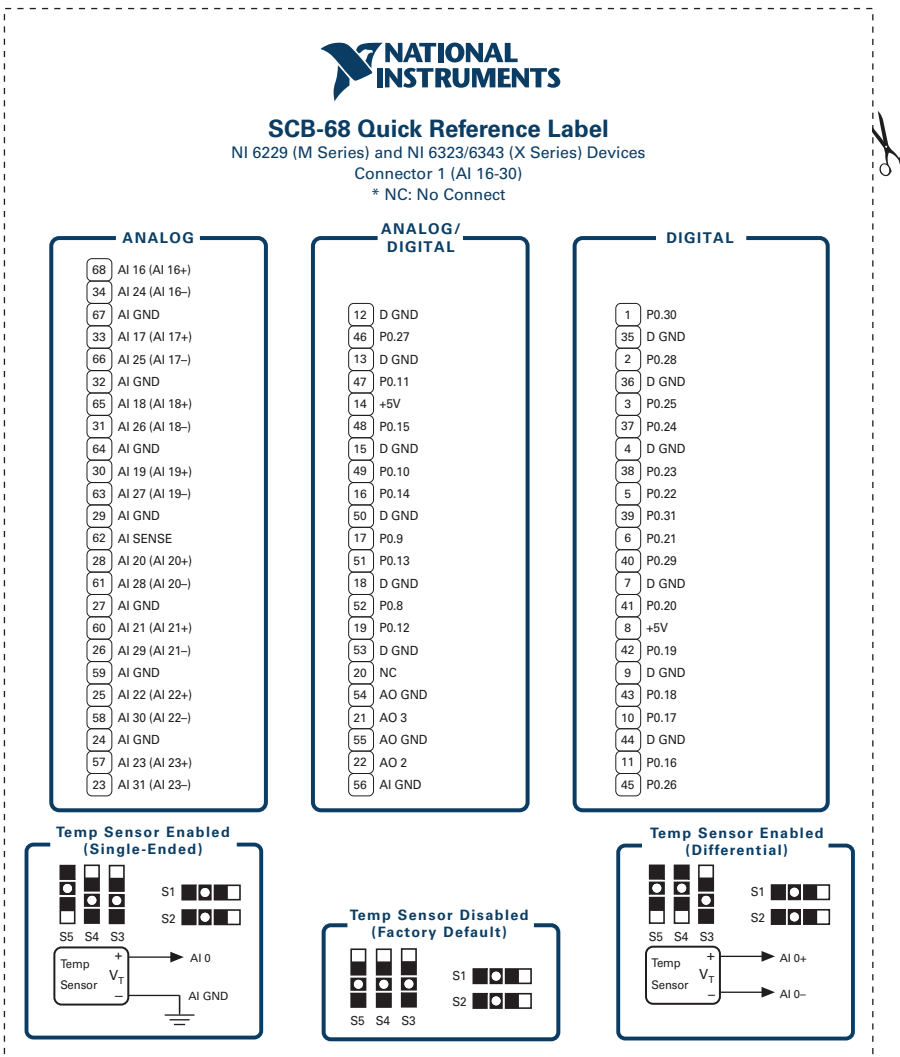 NATIONAL
INSTRUMENTS
SCB-68 Quick Reference Label
NI 6229 (M Series) and NI 6323/6343 (X Series) Devices
Connector 1 (AI 16-30)
* NC: No Connect
ANALOG
68 AI 16 (AI 16+)
34 AI 24 (AI 16–)
67 AI GND
33 AI 17 (AI 17+)
66 AI 25 (AI 17–)
32 AI GND
65 AI 18 (AI 18+)
31 AI 26 (AI 18–)
64 AI GND
30 AI 19 (AI 19+)
63 AI 27 (AI 19–)
29 AI GND
62 AI SENSE
28 AI 20 (AI 20+)
61 AI 28 (AI 20–)
27 AI GND
60 AI 21 (AI 21+)
26 AI 29 (AI 21–)
59 AI GND
25 AI 22 (AI 22+)
58 AI 30 (AI 22–)
24 AI GND
57 AI 23 (AI 23+)
23 AI 31 (AI 23–)
ANALOG/
DIGITAL
12 D GND
46 P0.27
13 D GND
47 P0.11
14 +5V
48 P0.15
15 D GND
49 P0.10
16 P0.14
50 D GND
17 P0.9
51 P0.13
18 D GND
52 P0.8
19 P0.12
53 D GND
20 NC
54 AO GND
21 AO 3
55 AO GND
22 AO 2
56 AI GND
DIGITAL
1 P0.30
35 D GND
2 P0.28
36 D GND
3 P0.25
37 P0.24
4 D GND
38 P0.23
5 P0.22
39 P0.31
6 P0.21
40 P0.29
7 D GND
41 P0.20
8 +5V
42 P0.19
9 D GND
43 P0.18
10 P0.17
44 D GND
11 P0.16
45 P0.26
Temp Sensor Enabled
(Single-Ended)
S1
S2
S5 S4 S3
Temp
Sensor
+
VT
–
AI 0
AI GND
Temp Sensor Disabled
(Factory Default)
S1
S2
S5 S4 S3
Temp Sensor Enabled
(Differential)
S1
S2
S5 S4 S3
Temp
Sensor
+
VT
–
AI 0+
AI 0–